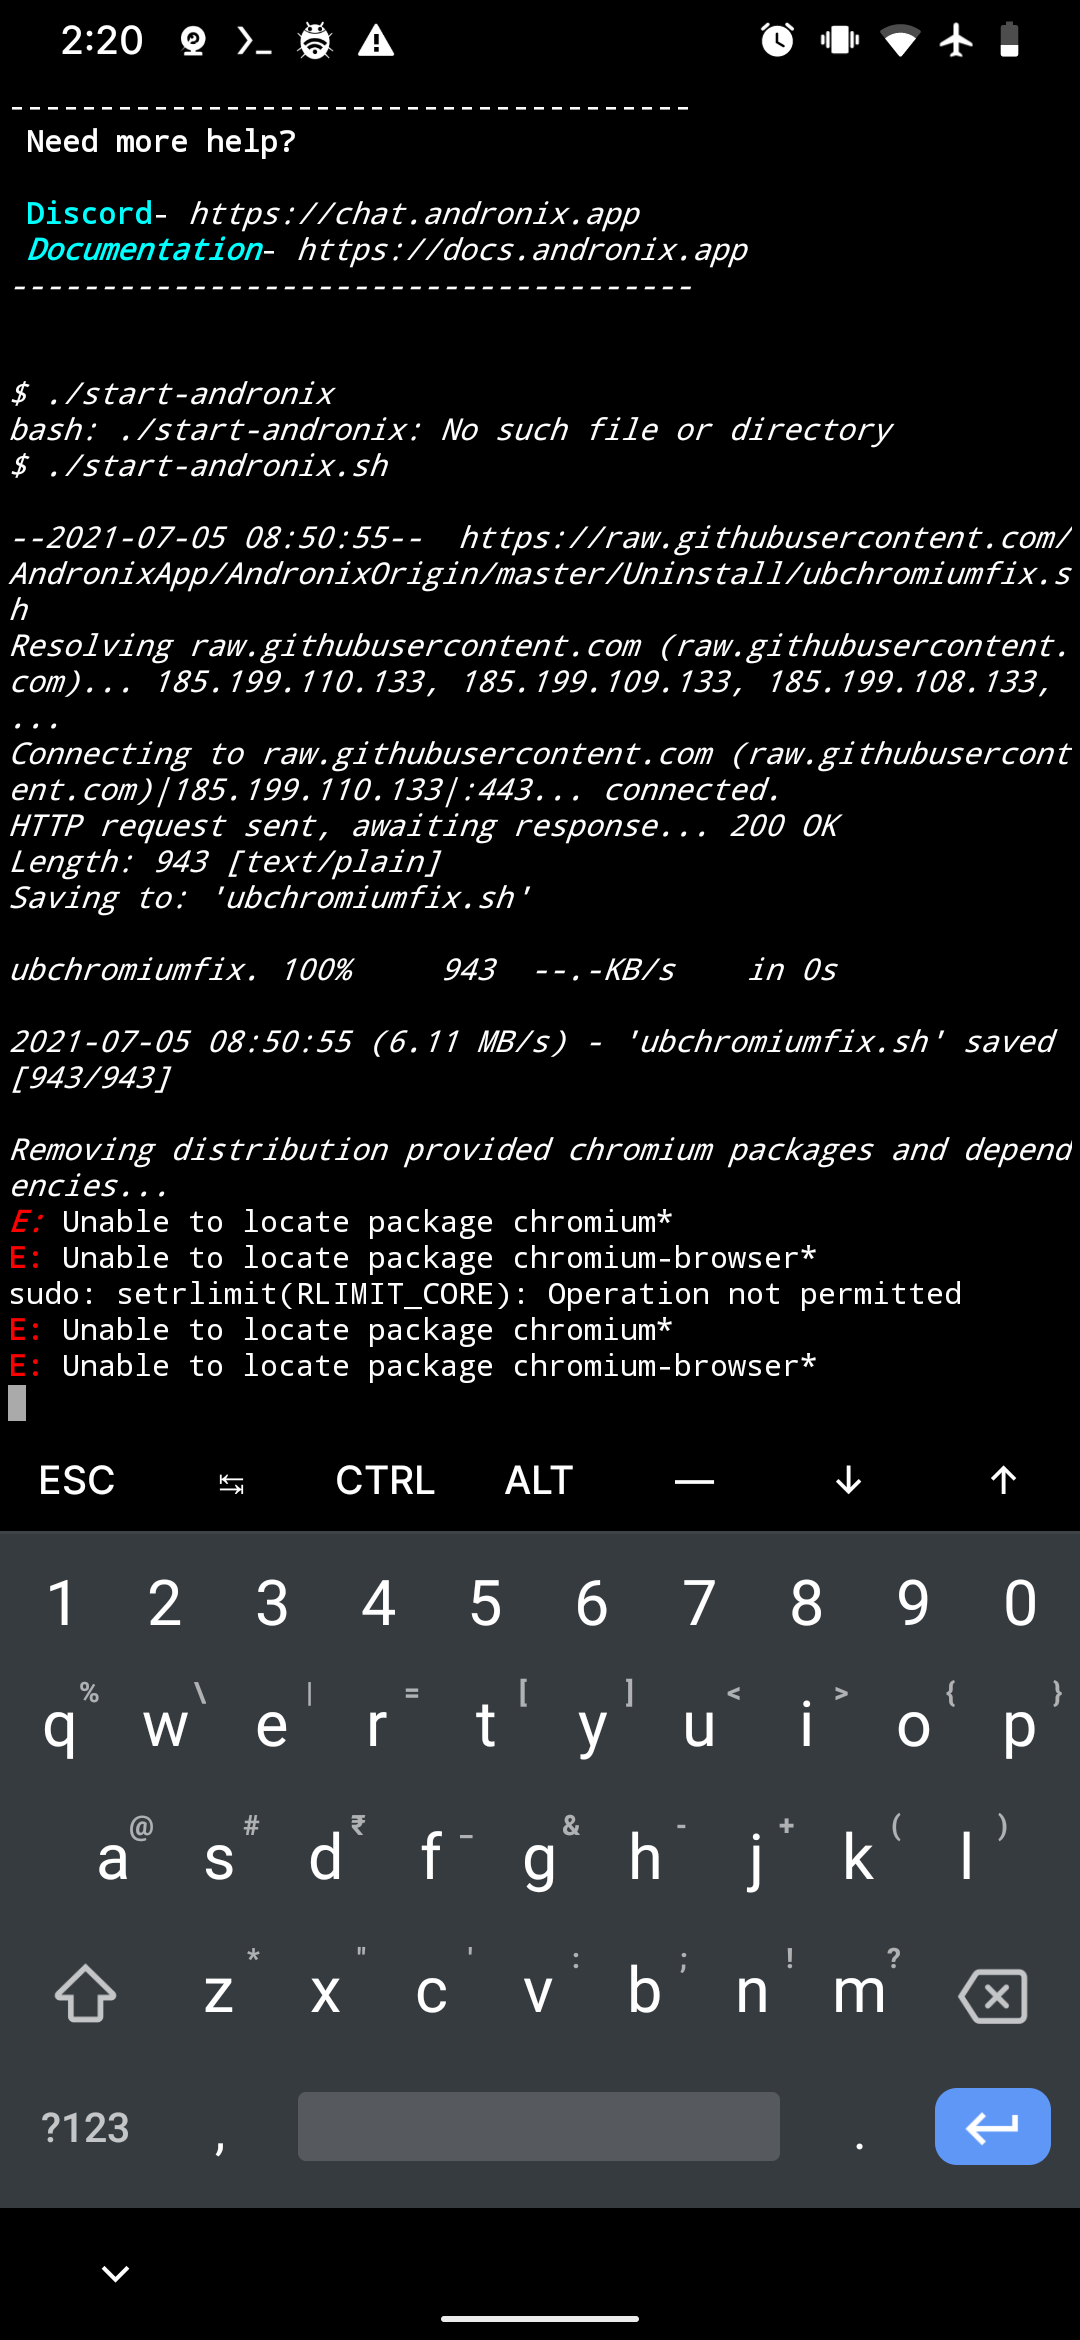 2:20
--------------------------------------
Need more help?
Discord- https://chat.andronix.app
Documentation- https://docs.andronix.app
--------------------------------------
$ ./start-andronix
bash: ./start-andronix: No such file or directory
$ ./start-andronix.sh
--2021-07-05 08:50:55--  https://raw.githubusercontent.com/
AndronixApp/AndronixOrigin/master/Uninstall/ubchromiumfix.s
h
Resolving raw.githubusercontent.com (raw.githubusercontent.
com)... 185.199.110.133, 185.199.109.133, 185.199.108.133,
...
Connecting to raw.githubusercontent.com (raw.githubusercont
ent.com)|185.199.110.133|:443... connected.
HTTP request sent, awaiting response... 200 OK
Length: 943 [text/plain]
Saving to: 'ubchromiumfix.sh'
ubchromiumfix. 100%     943  --.-KB/s    in 0s
2021-07-05 08:50:55 (6.11 MB/s) - 'ubchromiumfix.sh' saved
[943/943]
Removing distribution provided chromium packages and depend
encies...
E: Unable to locate package chromium*
E: Unable to locate package chromium-browser*
sudo: setrlimit(RLIMIT_CORE): Operation not permitted
E: Unable to locate package chromium*
E: Unable to locate package chromium-browser*
ESC CTRL ALT — ↓ ↑
1 2 3 4 5 6 7 8 9 0
% \ | = [ ] < > { }
q w e r t y u i o p
@ # ₹ _ & - + ( )
a s d f g h j k l
* " ' : ; ! ?
z x c v b n m
?123 , .